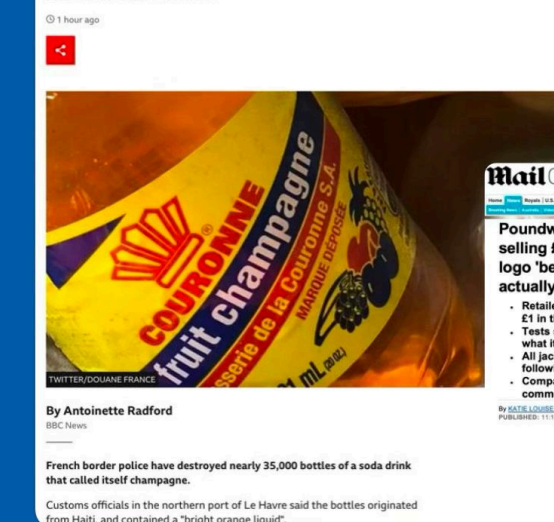 1 hour ago
COURONNE®
fruit champagne
sserie de la Couronne S.A.
MARQUE DÉPOSÉE
mL (20 OZ)
TWITTER/DOUANE FRANCE
By Antoinette Radford
BBC News
French border police have destroyed nearly 35,000 bottles of a soda drink
that called itself champagne.
Customs officials in the northern port of Le Havre said the bottles originated
from Haiti, and contained a "bright orange liquid".
Mail
Home News Royals U.S.
Poundw
selling £
logo 'be
actually
Retaile
£1 in t
Tests
what i
All jac
follow
Compa
comm
By KATIE LOUISE
PUBLISHED: 11:1